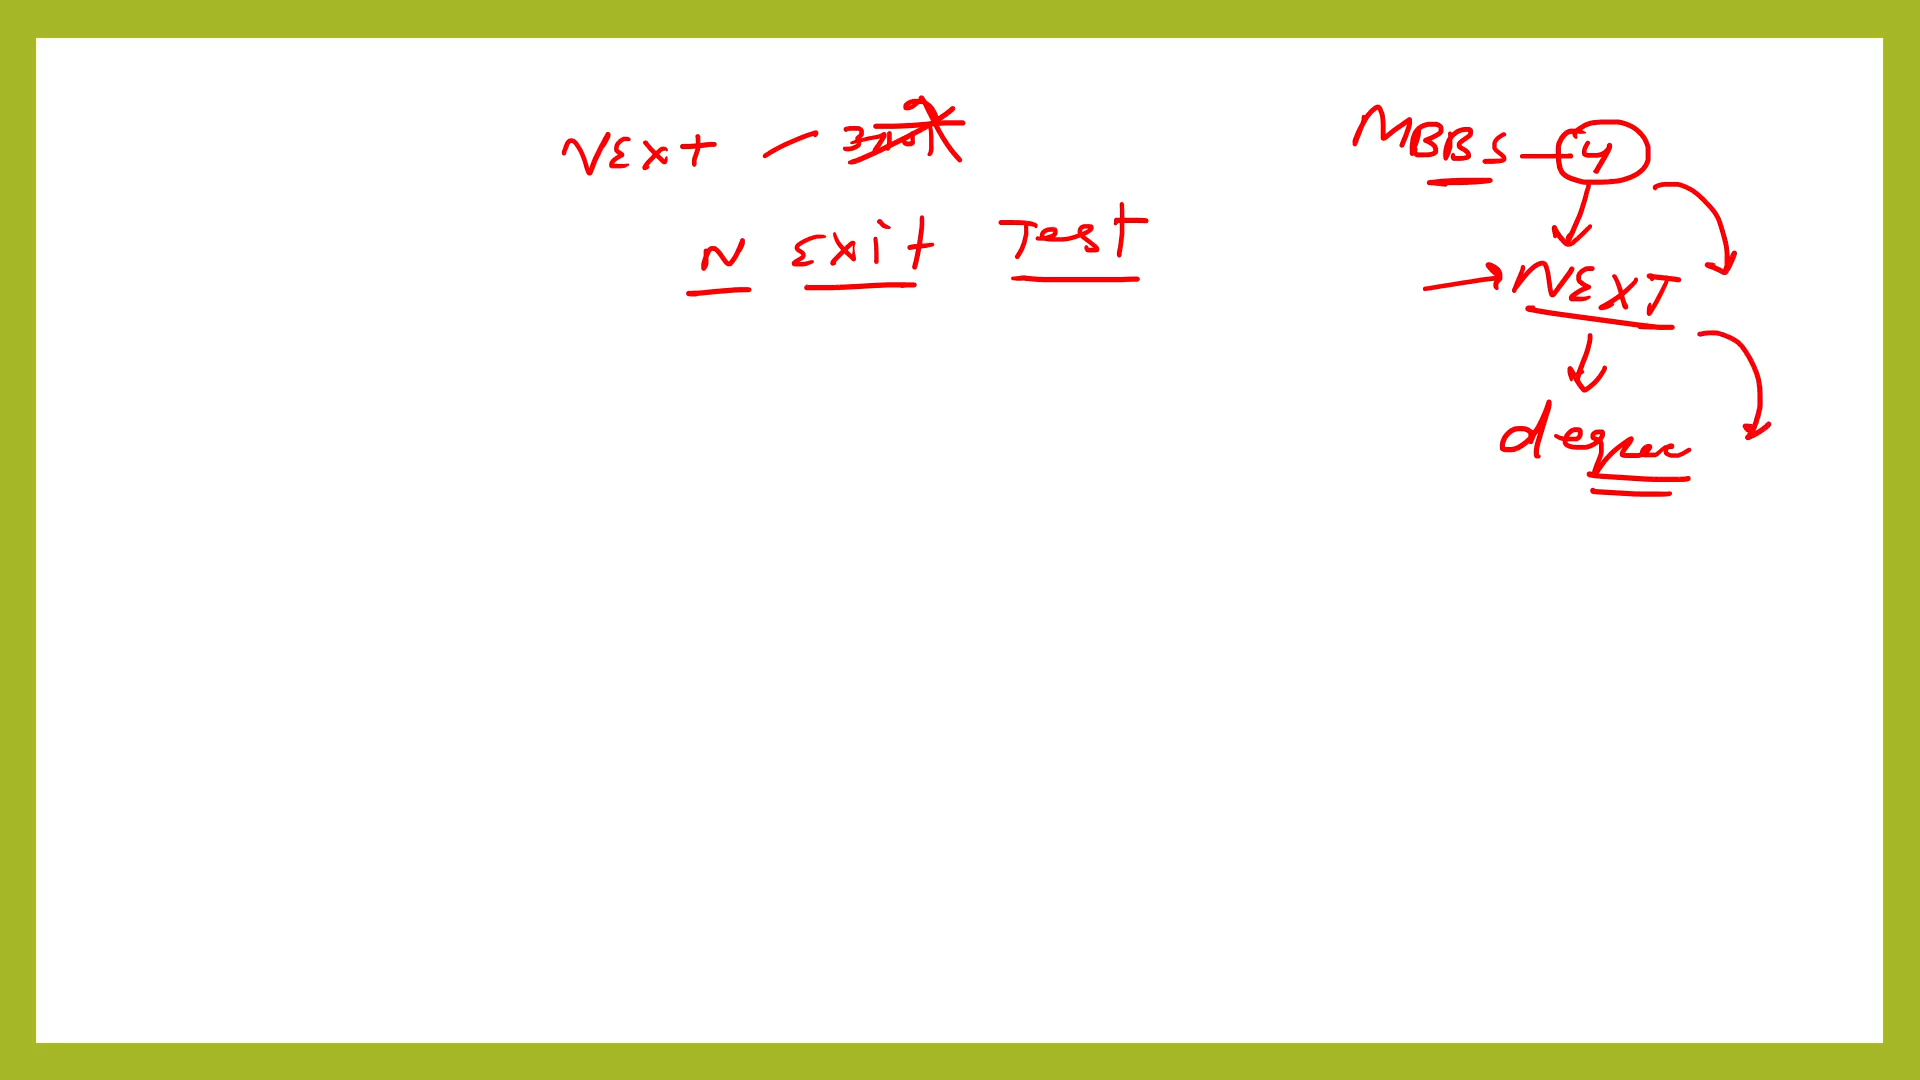 NExt —
N Exit Test
MBBS — 4
NEXT
degree